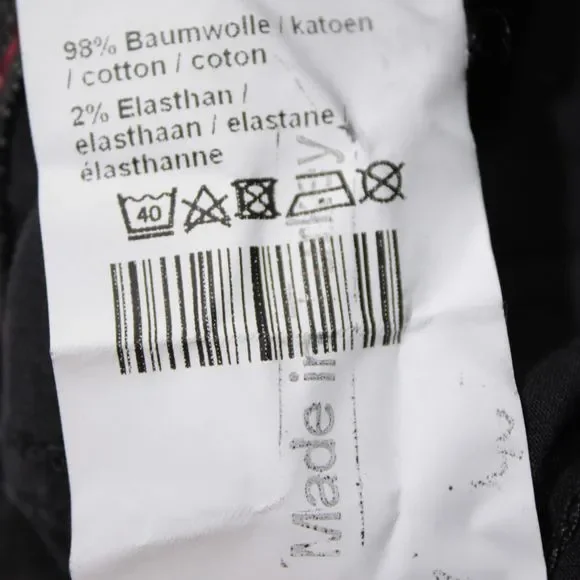 98% Baumwolle / katoen
/ cotton / coton
2% Elasthan /
elasthaan / elastane /
élasthanne
40
Made in